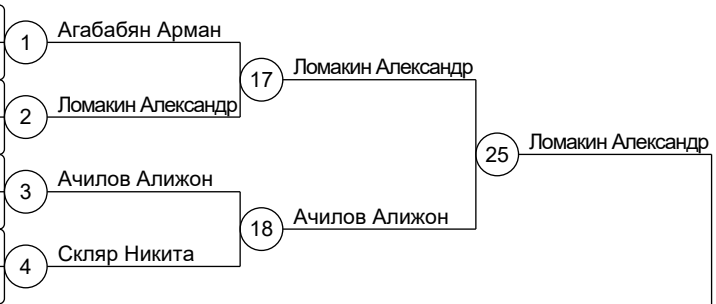 Агабабян Арман
1
17
Ломакин Александр
2
Ломакин Александр
25
Ломакин Александр
3
Ачилов Алижон
18
Ачилов Алижон
4
Скляр Никита